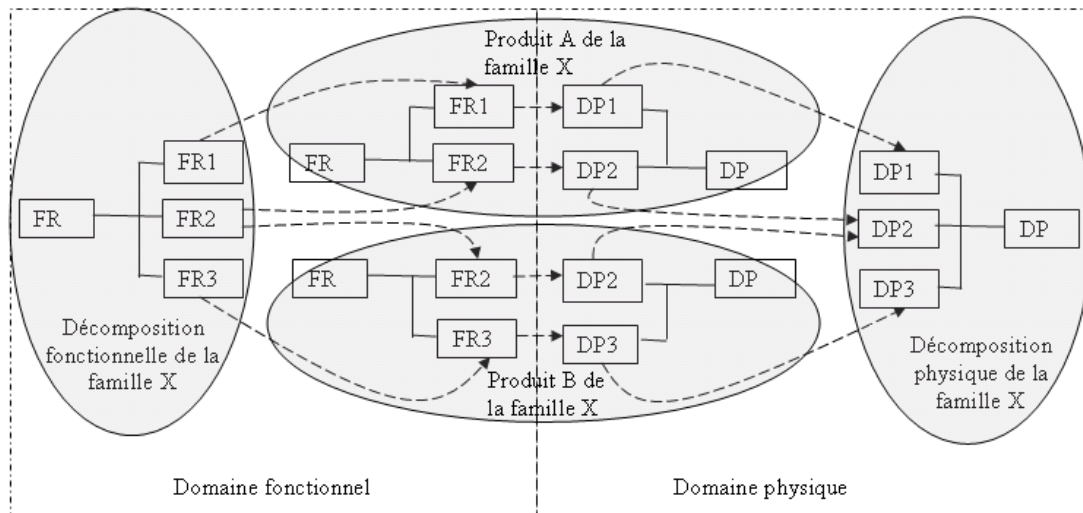 Produit A de la
famille X
FR1
DP1
FR
FR2
DP2
DP
FR1
FR
FR2
FR3
Décomposition
fonctionnelle de la
famille X
DP1
DP2
DP
DP3
Décomposition
physique de la
famille X
FR
FR2
DP2
DP
FR3
DP3
Produit B de
la famille X
Domaine fonctionnel
Domaine physique